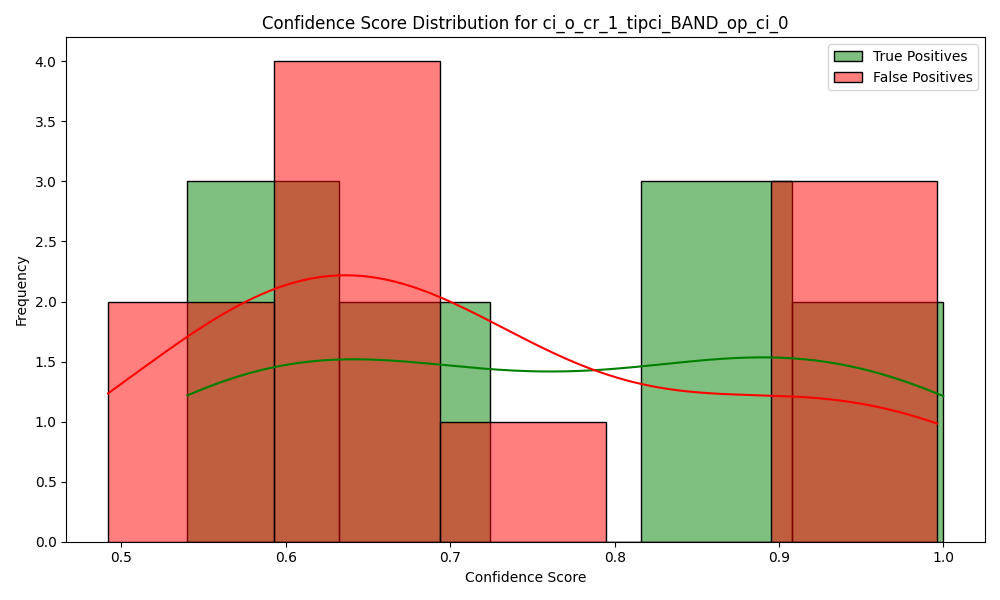 Confidence Score Distribution for ci_o_cr_1_tipci_BAND_op_ci_0
True Positives
False Positives
4.0
3.5
3.0
2.5
2.0
1.5
1.0
0.5
0.0
Frequency
0.5 0.6 0.7 0.8 0.9 1.0
Confidence Score